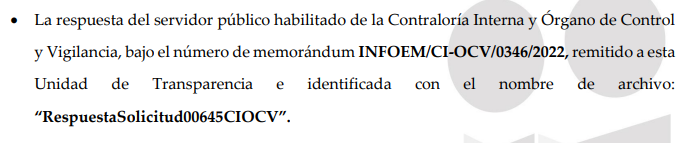 • La respuesta del servidor público habilitado de la Contraloría Interna y Órgano de Control
y Vigilancia, bajo el número de memorándum INFOEM/CI-OCV/0346/2022, remitido a esta
Unidad de Transparencia e identificada con el nombre de archivo:
“RespuestaSolicitud00645CIOCV”.